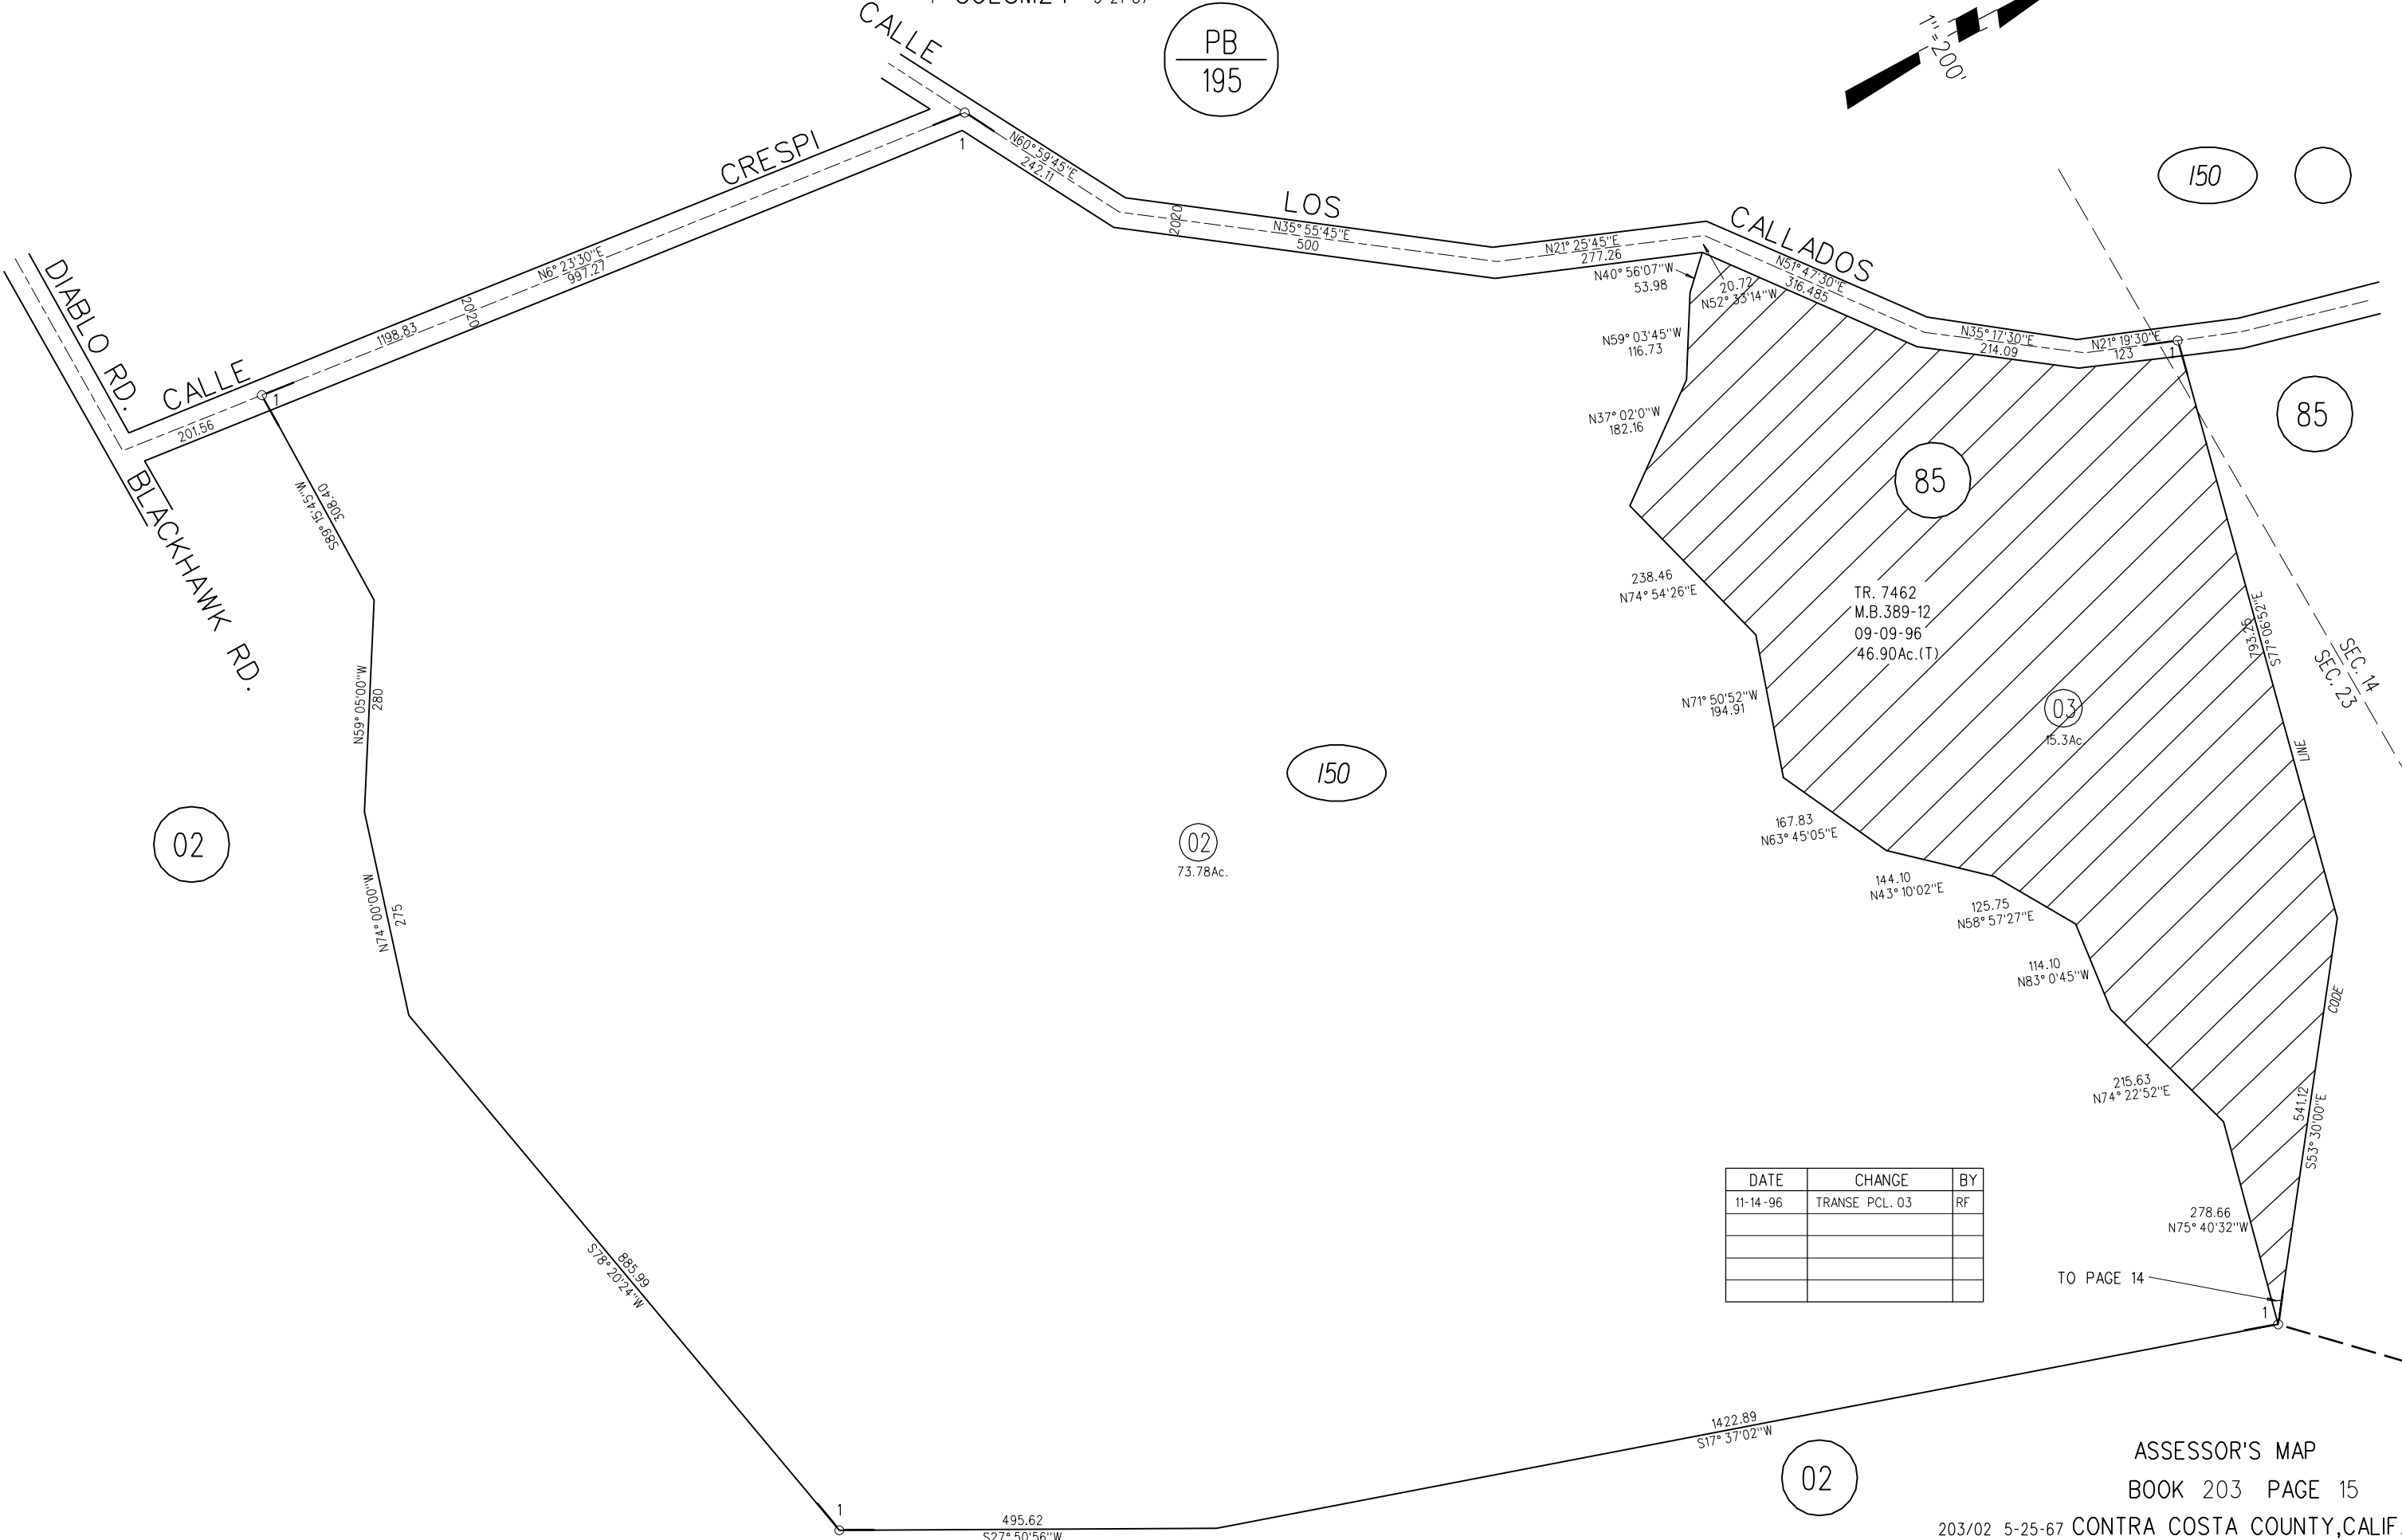 CALLE
PB
195
1"=200'
150
CRESPI
1
N60°59'45"E
242.11
LOS
2020
N35°55'45"E
500
N21°25'45"E
277.26
CALLADOS
N51°47'30"E
316.485
N40°56'07"W
53.98
20.72
N52°33'14"W
N35°17'30"E
214.09
N21°19'30"E
123
1
DIABLO RD.
N6°23'30"E
997.27
2020
1198.83
CALLE
1
201.56
BLACKHAWK RD.
N59°03'45"W
116.73
N37°02'0"W
182.16
85
85
308.40
S89°15'45"W
238.46
N74°54'26"E
TR. 7462
M.B.389-12
09-09-96
46.90Ac.(T)
793.26
S77°06'52"E
SEC. 14
SEC. 23
N59°05'00"W
280
N71°50'52"W
194.91
03
15.3Ac.
LINE
150
02
02
73.78Ac.
167.83
N63°45'05"E
144.10
N43°10'02"E
125.75
N58°57'27"E
N74°00'00"W
275
114.10
N83°0'45"W
CODE
215.63
N74°22'52"E
541.12
S53°30'00"E
DATE CHANGE BY
11-14-96 TRANSE PCL. 03 RF
278.66
N75°40'32"W
TO PAGE 14
1
885.99
S78°20'24"W
1422.89
S17°37'02"W
02
1
495.62
S27°50'56"W
ASSESSOR'S MAP
BOOK 203 PAGE 15
203/02 5-25-67 CONTRA COSTA COUNTY,CALIF.